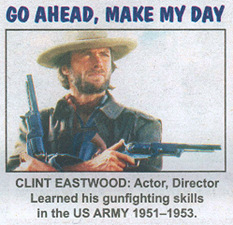 GO AHEAD, MAKE MY DAY
CLINT EASTWOOD: Actor, Director
Learned his gunfighting skills
in the US ARMY 1951–1953.